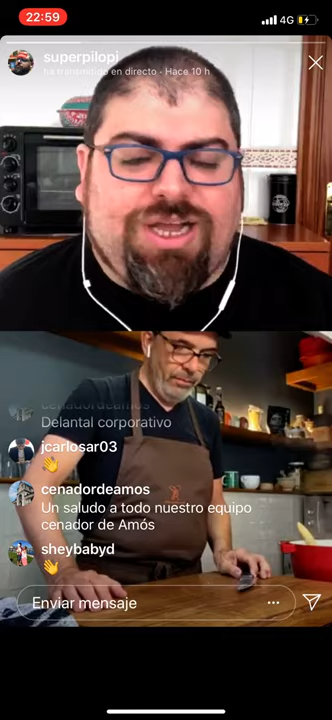 22:59
4G
superpilopi
ha transmitido en directo · Hace 10 h
cenadordeamos
Delantal corporativo
jcarlosar03
👋
cenadordeamos
Un saludo a todo nuestro equipo
cenador de Amós
sheybabyd
👋
Enviar mensaje